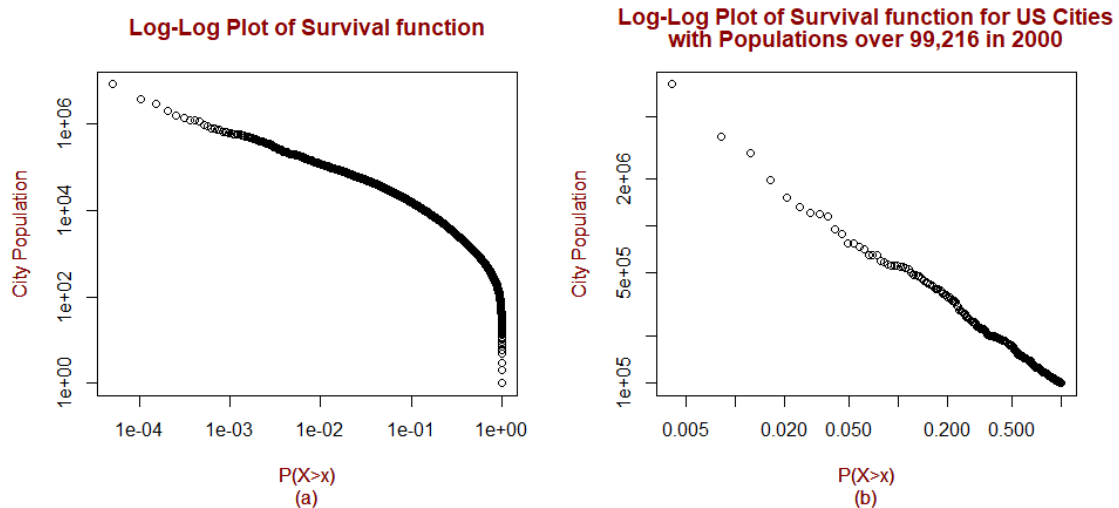 Log-Log Plot of Survival function
City Population
1e+06
1e+04
1e+02
1e+00
1e-04 1e-03 1e-02 1e-01 1e+00
P(X>x)
(a)
Log-Log Plot of Survival function for US Cities
with Populations over 99,216 in 2000
City Population
2e+06
5e+05
1e+05
0.005 0.020 0.050 0.200 0.500
P(X>x)
(b)